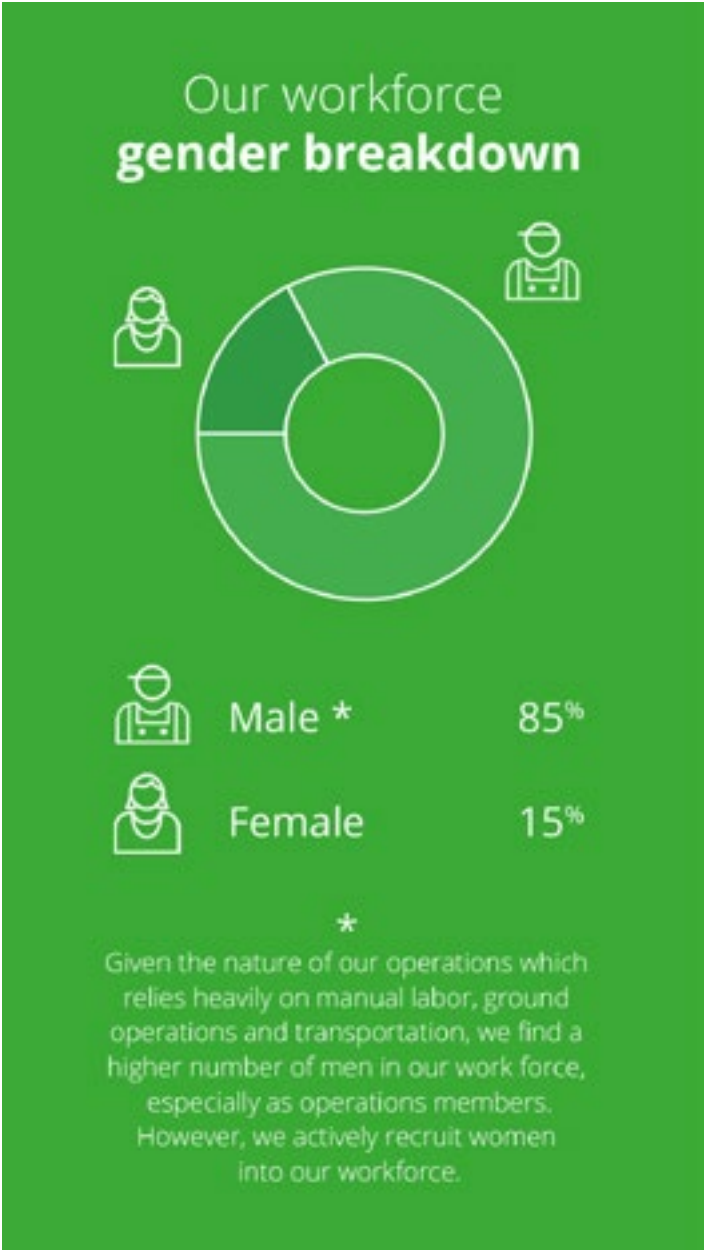 Our workforce
gender breakdown
Male * 85%
Female 15%
*
Given the nature of our operations which
relies heavily on manual labor, ground
operations and transportation, we find a
higher number of men in our work force,
especially as operations members.
However, we actively recruit women
into our workforce.